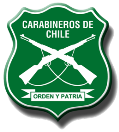 CARABINEROS DE
CHILE
ORDEN Y PATRIA